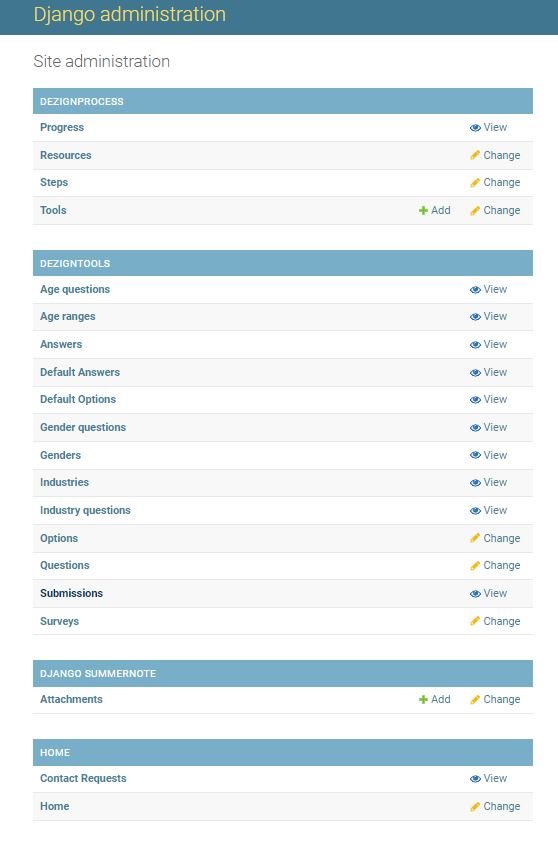 Django administration
Site administration
DEZIGNPROCESS
Progress View
Resources Change
Steps Change
Tools Add Change
DEZIGNTOOLS
Age questions View
Age ranges View
Answers View
Default Answers View
Default Options View
Gender questions View
Genders View
Industries View
Industry questions View
Options Change
Questions Change
Submissions View
Surveys Change
DJANGO SUMMERNOTE
Attachments Add Change
HOME
Contact Requests View
Home Change